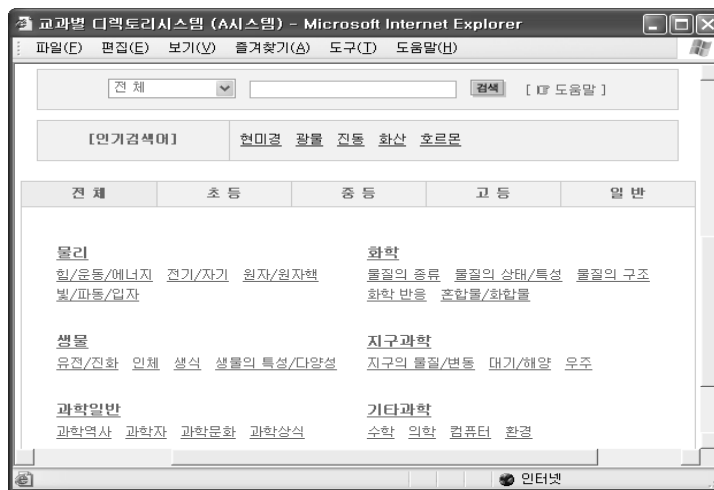 교과별 디렉토리시스템 (A시스템) - Microsoft Internet Explorer
파일(F) 편집(E) 보기(V) 즐겨찾기(A) 도구(T) 도움말(H)
전 체 검색 [ ☞ 도움말 ]
[인기검색어] 현미경 광물 진동 화산 호르몬
전 체 초 등 중 등 고 등 일 반
물리 화학
힘/운동/에너지 전기/자기 원자/원자핵 물질의 종류 물질의 상태/특성 물질의 구조
빛/파동/입자 화학 반응 혼합물/화합물
생물 지구과학
유전/진화 인체 생식 생물의 특성/다양성 지구의 물질/변동 대기/해양 우주
과학일반 기타과학
과학역사 과학자 과학문화 과학상식 수학 의학 컴퓨터 환경
인터넷